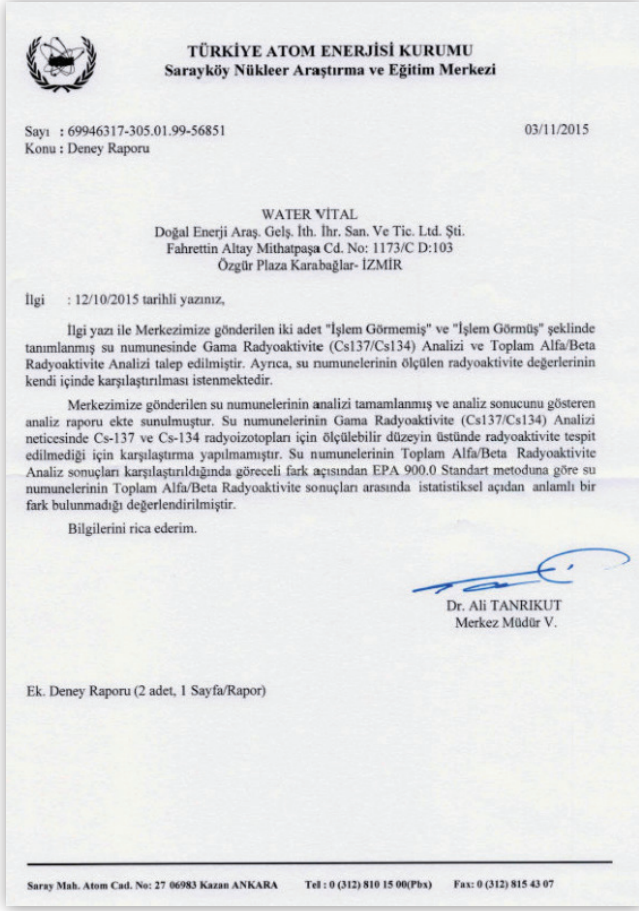 TÜRKİYE ATOM ENERJİSİ KURUMU
Sarayköy Nükleer Araştırma ve Eğitim Merkezi
Sayı : 69946317-305.01.99-56851 03/11/2015
Konu : Deney Raporu
WATER VİTAL
Doğal Enerji Araş. Gelş. İth. İhr. San. Ve Tic. Ltd. Şti.
Fahrettin Altay Mithatpaşa Cd. No: 1173/C D:103
Özgür Plaza Karabağlar- İZMİR
İlgi : 12/10/2015 tarihli yazınız,
İlgi yazı ile Merkezimize gönderilen iki adet "İşlem Görmemiş" ve "İşlem Görmüş" şeklinde
tanımlanmış su numunesinde Gama Radyoaktivite (Cs137/Cs134) Analizi ve Toplam Alfa/Beta
Radyoaktivite Analizi talep edilmiştir. Ayrıca, su numunelerinin ölçülen radyoaktivite değerlerinin
kendi içinde karşılaştırılması istenmektedir.
Merkezimize gönderilen su numunelerinin analizi tamamlanmış ve analiz sonucunu gösteren
analiz raporu ekte sunulmuştur. Su numunelerinin Gama Radyoaktivite (Cs137/Cs134) Analizi
neticesinde Cs-137 ve Cs-134 radyoizotopları için ölçülebilir düzeyin üstünde radyoaktivite tespit
edilmediği için karşılaştırma yapılmamıştır. Su numunelerinin Toplam Alfa/Beta Radyoaktivite
Analiz sonuçları karşılaştırıldığında göreceli fark açısından EPA 900.0 Standart metoduna göre su
numunelerinin Toplam Alfa/Beta Radyoaktivite sonuçları arasında istatistiksel açıdan anlamlı bir
fark bulunmadığı değerlendirilmiştir.
Bilgilerini rica ederim.
Dr. Ali TANRIKUT
Merkez Müdür V.
Ek. Deney Raporu (2 adet, 1 Sayfa/Rapor)
Saray Mah. Atom Cad. No: 27 06983 Kazan ANKARA Tel : 0 (312) 810 15 00(Pbx) Fax: 0 (312) 815 43 07